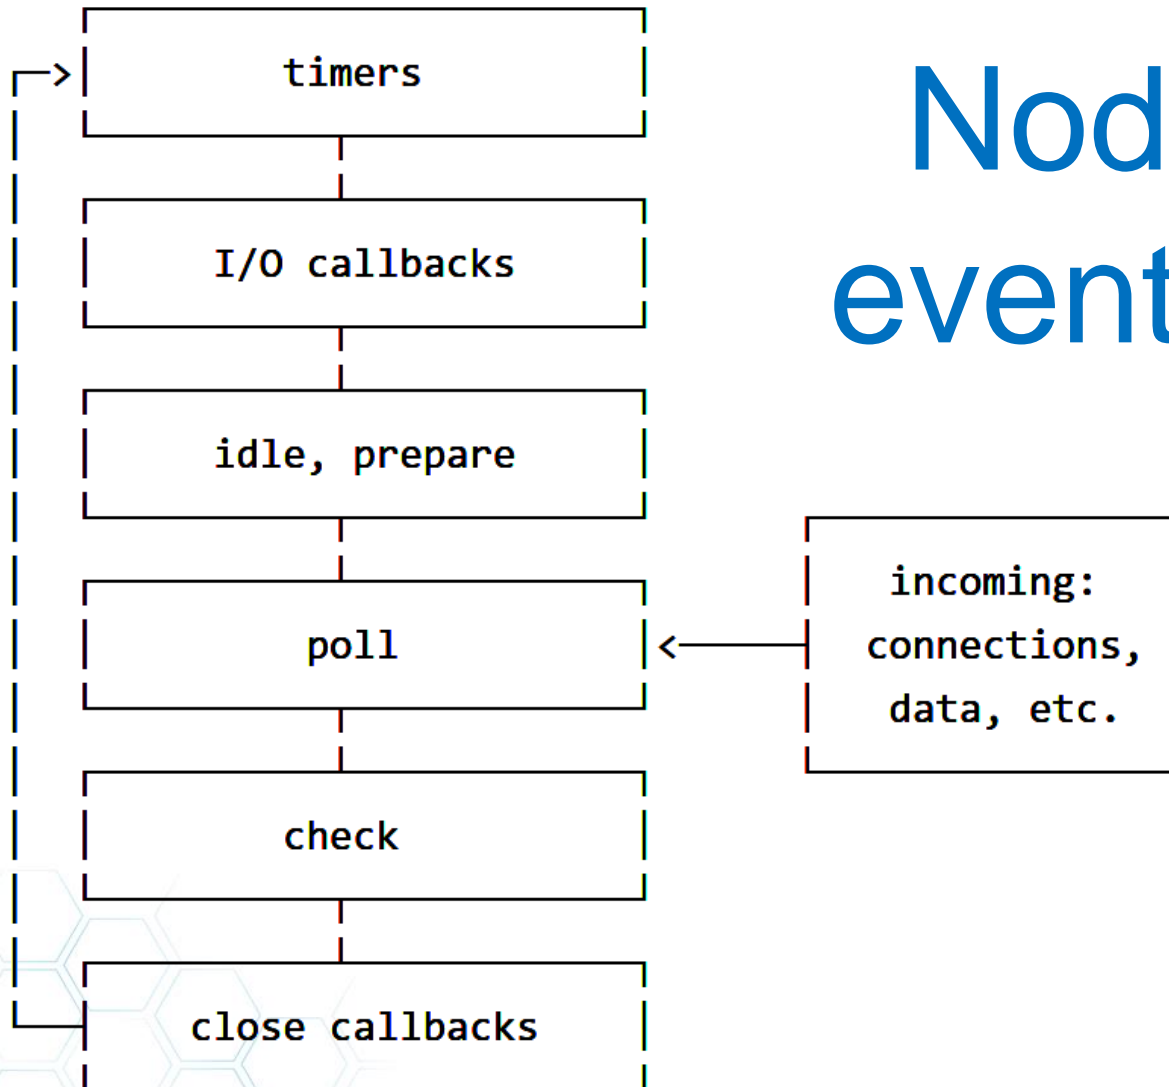 timers
Nod
I/O callbacks
event
idle, prepare
incoming:
poll
connections,
data, etc.
check
close callbacks